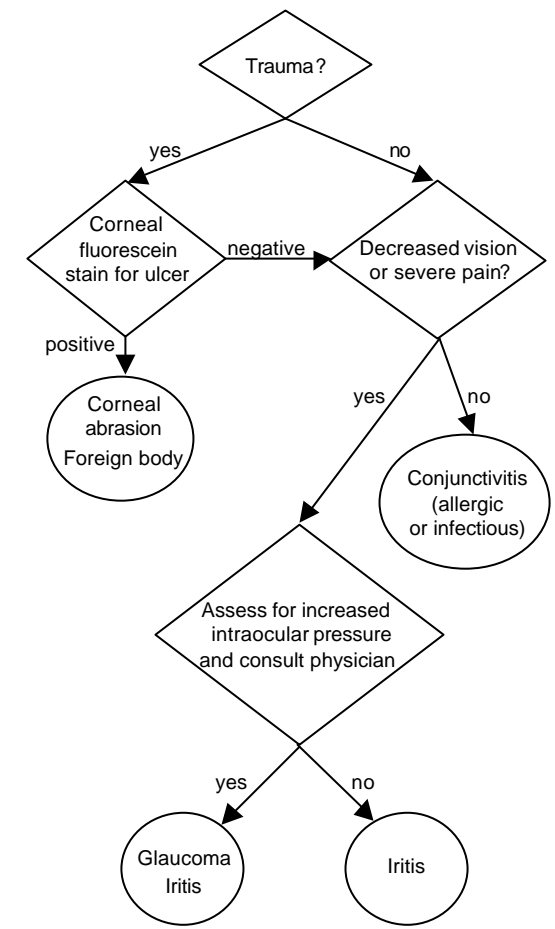 Trauma?
yes
no
Corneal
fluorescein
stain for ulcer
negative
Decreased vision
or severe pain?
positive
Corneal
abrasion
Foreign body
yes
no
Conjunctivitis
(allergic
or infectious)
Assess for increased
intraocular pressure
and consult physician
yes
no
Glaucoma
Iritis
Iritis